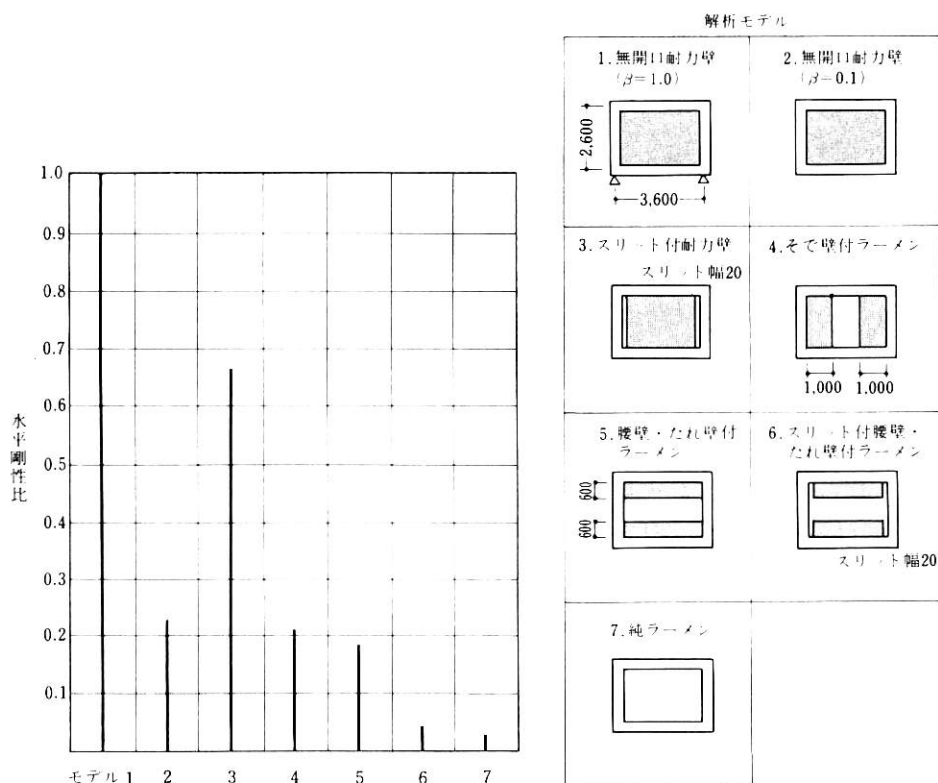 解析モデル
1.無開口耐力壁
(β=1.0)
2,600
3,600
2.無開口耐力壁
(β=0.1)
3.スリット付耐力壁
スリット幅20
4.そで壁付ラーメン
1,000 1,000
5.腰壁・たれ壁付
ラーメン
600
600
6.スリット付腰壁・
たれ壁付ラーメン
スリット幅20
7.純ラーメン
水平剛性比
1.0
0.9
0.8
0.7
0.6
0.5
0.4
0.3
0.2
0.1
モデル 1 2 3 4 5 6 7